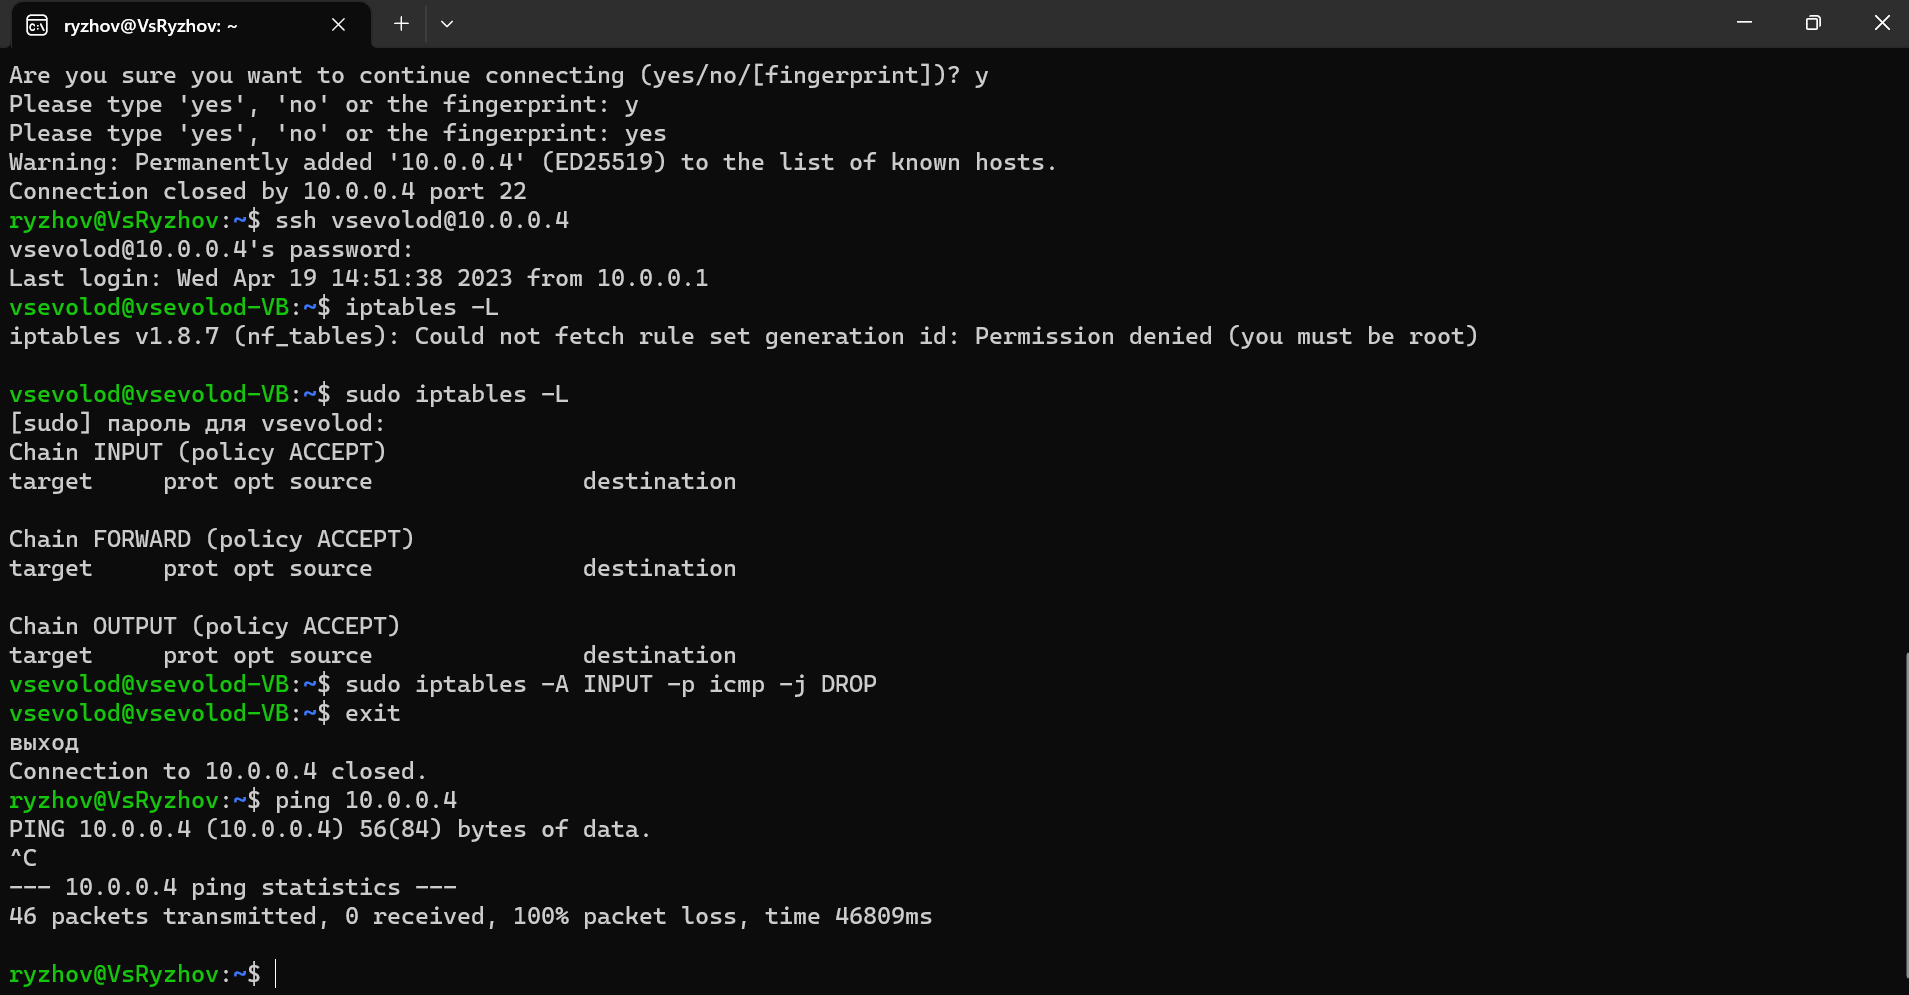 ryzhov@VsRyzhov: ~
Are you sure you want to continue connecting (yes/no/[fingerprint])? y
Please type 'yes', 'no' or the fingerprint: y
Please type 'yes', 'no' or the fingerprint: yes
Warning: Permanently added '10.0.0.4' (ED25519) to the list of known hosts.
Connection closed by 10.0.0.4 port 22
ryzhov@VsRyzhov:~$ ssh vsevolod@10.0.0.4
vsevolod@10.0.0.4's password:
Last login: Wed Apr 19 14:51:38 2023 from 10.0.0.1
vsevolod@vsevolod-VB:~$ iptables -L
iptables v1.8.7 (nf_tables): Could not fetch rule set generation id: Permission denied (you must be root)
vsevolod@vsevolod-VB:~$ sudo iptables -L
[sudo] пароль для vsevolod:
Chain INPUT (policy ACCEPT)
target     prot opt source               destination
Chain FORWARD (policy ACCEPT)
target     prot opt source               destination
Chain OUTPUT (policy ACCEPT)
target     prot opt source               destination
vsevolod@vsevolod-VB:~$ sudo iptables -A INPUT -p icmp -j DROP
vsevolod@vsevolod-VB:~$ exit
выход
Connection to 10.0.0.4 closed.
ryzhov@VsRyzhov:~$ ping 10.0.0.4
PING 10.0.0.4 (10.0.0.4) 56(84) bytes of data.
^C
--- 10.0.0.4 ping statistics ---
46 packets transmitted, 0 received, 100% packet loss, time 46809ms
ryzhov@VsRyzhov:~$